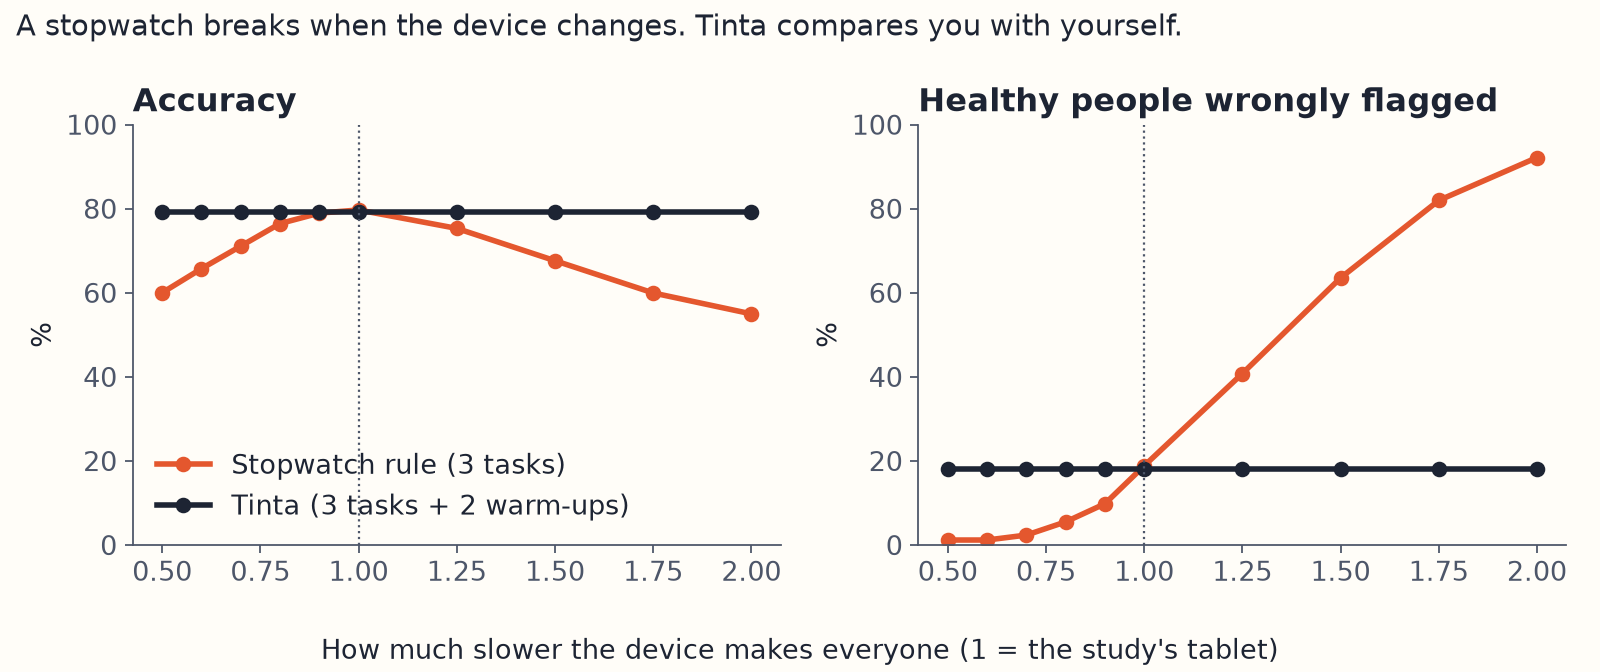 A stopwatch breaks when the device changes. Tinta compares you with yourself.
Accuracy
%
100
80
60
40
20
0
Stopwatch rule (3 tasks)
Tinta (3 tasks + 2 warm-ups)
0.50 0.75 1.00 1.25 1.50 1.75 2.00
Healthy people wrongly flagged
%
100
80
60
40
20
0
0.50 0.75 1.00 1.25 1.50 1.75 2.00
How much slower the device makes everyone (1 = the study's tablet)